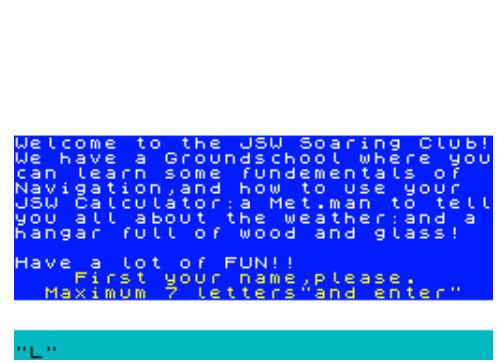 Welcome to the JSW Soaring Club!
We have a Groundschool where you
can learn some fundementals of
Navigation,and how to use your
JSW Calculator:a Met.man to tell
you all about the weather:and a
hangar full of wood and glass!
Have a lot of FUN!!
First your name,please.
Maximum 7 letters"and enter"
"L"